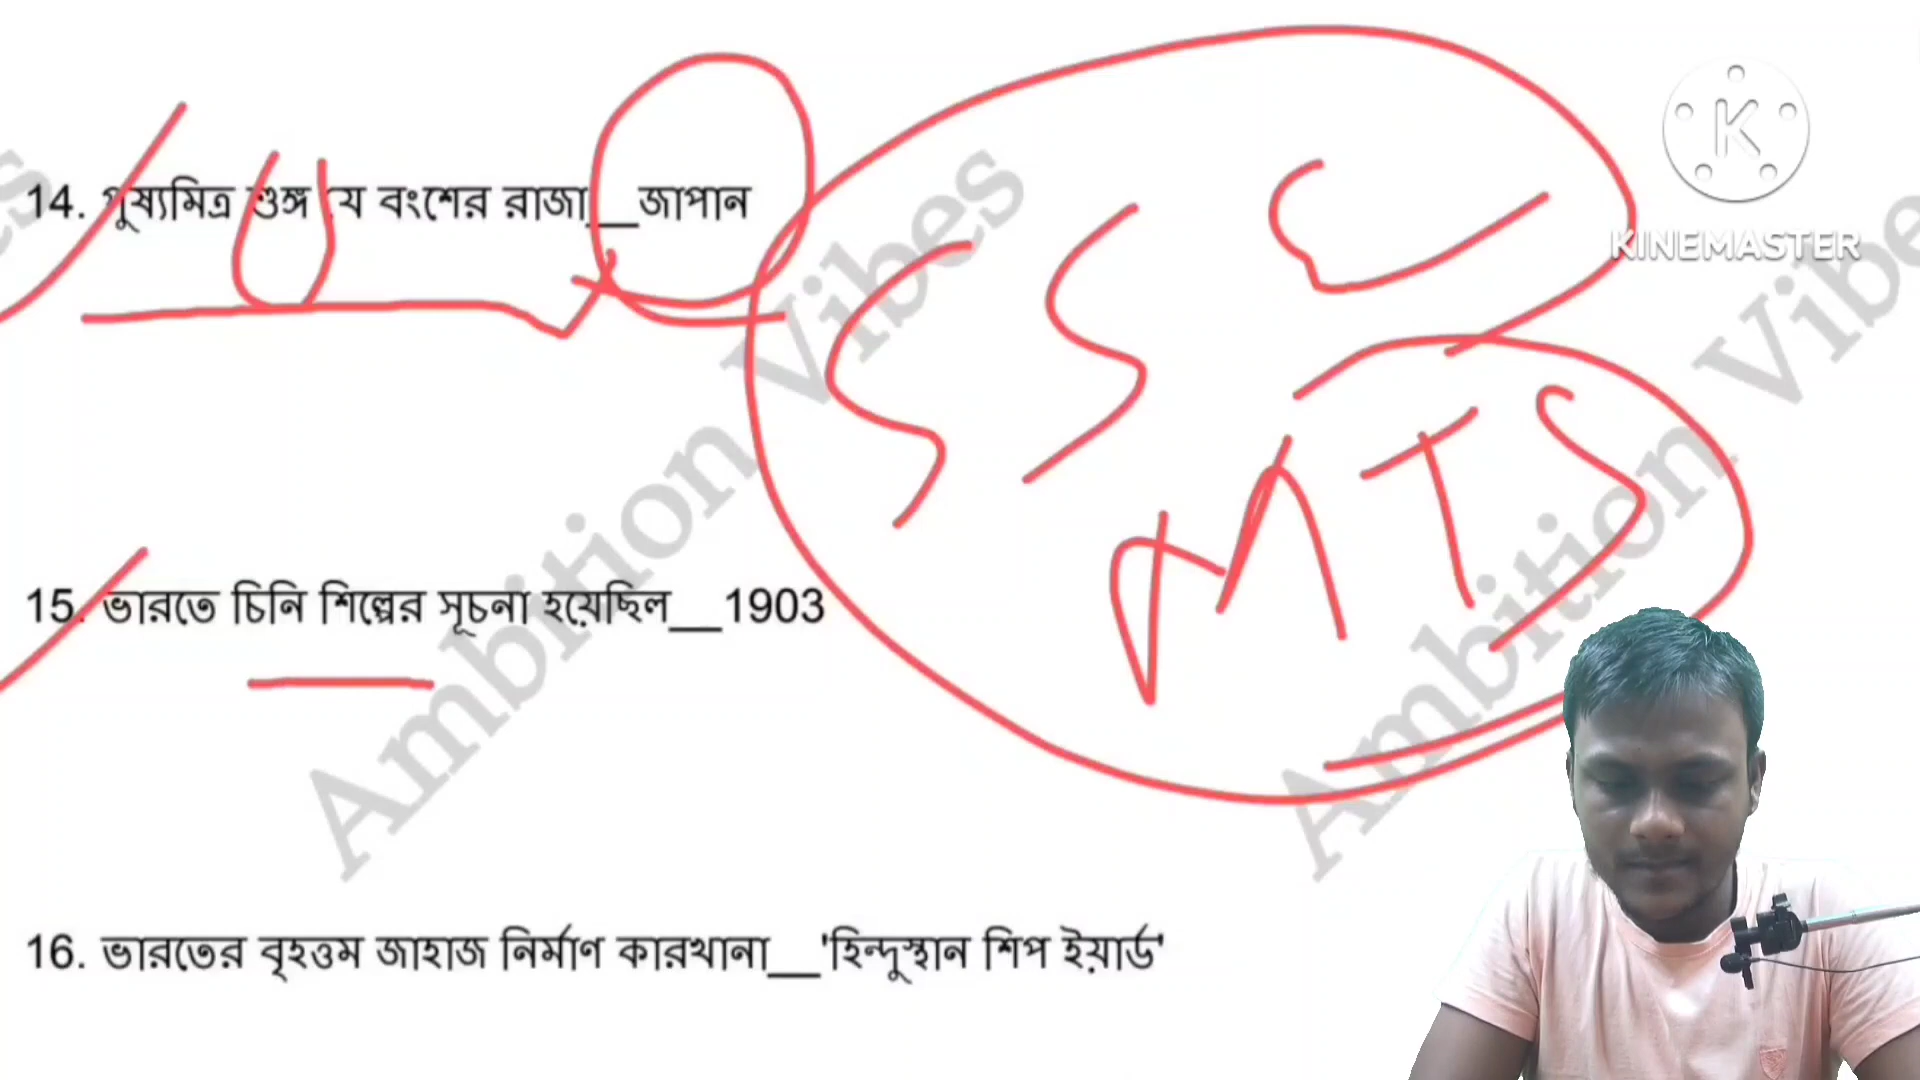 14. পুষ্যমিত্র শুঙ্গ যে বংশের রাজা__জাপান
SSC
MTS
15. ভারতে চিনি শিল্পের সূচনা হয়েছিল__1903
16. ভারতের বৃহত্তম জাহাজ নির্মাণ কারখানা__'হিন্দুস্থান শিপ ইয়ার্ড'
K
KINEMASTER
Ambition Vibes
Ambition Vibes